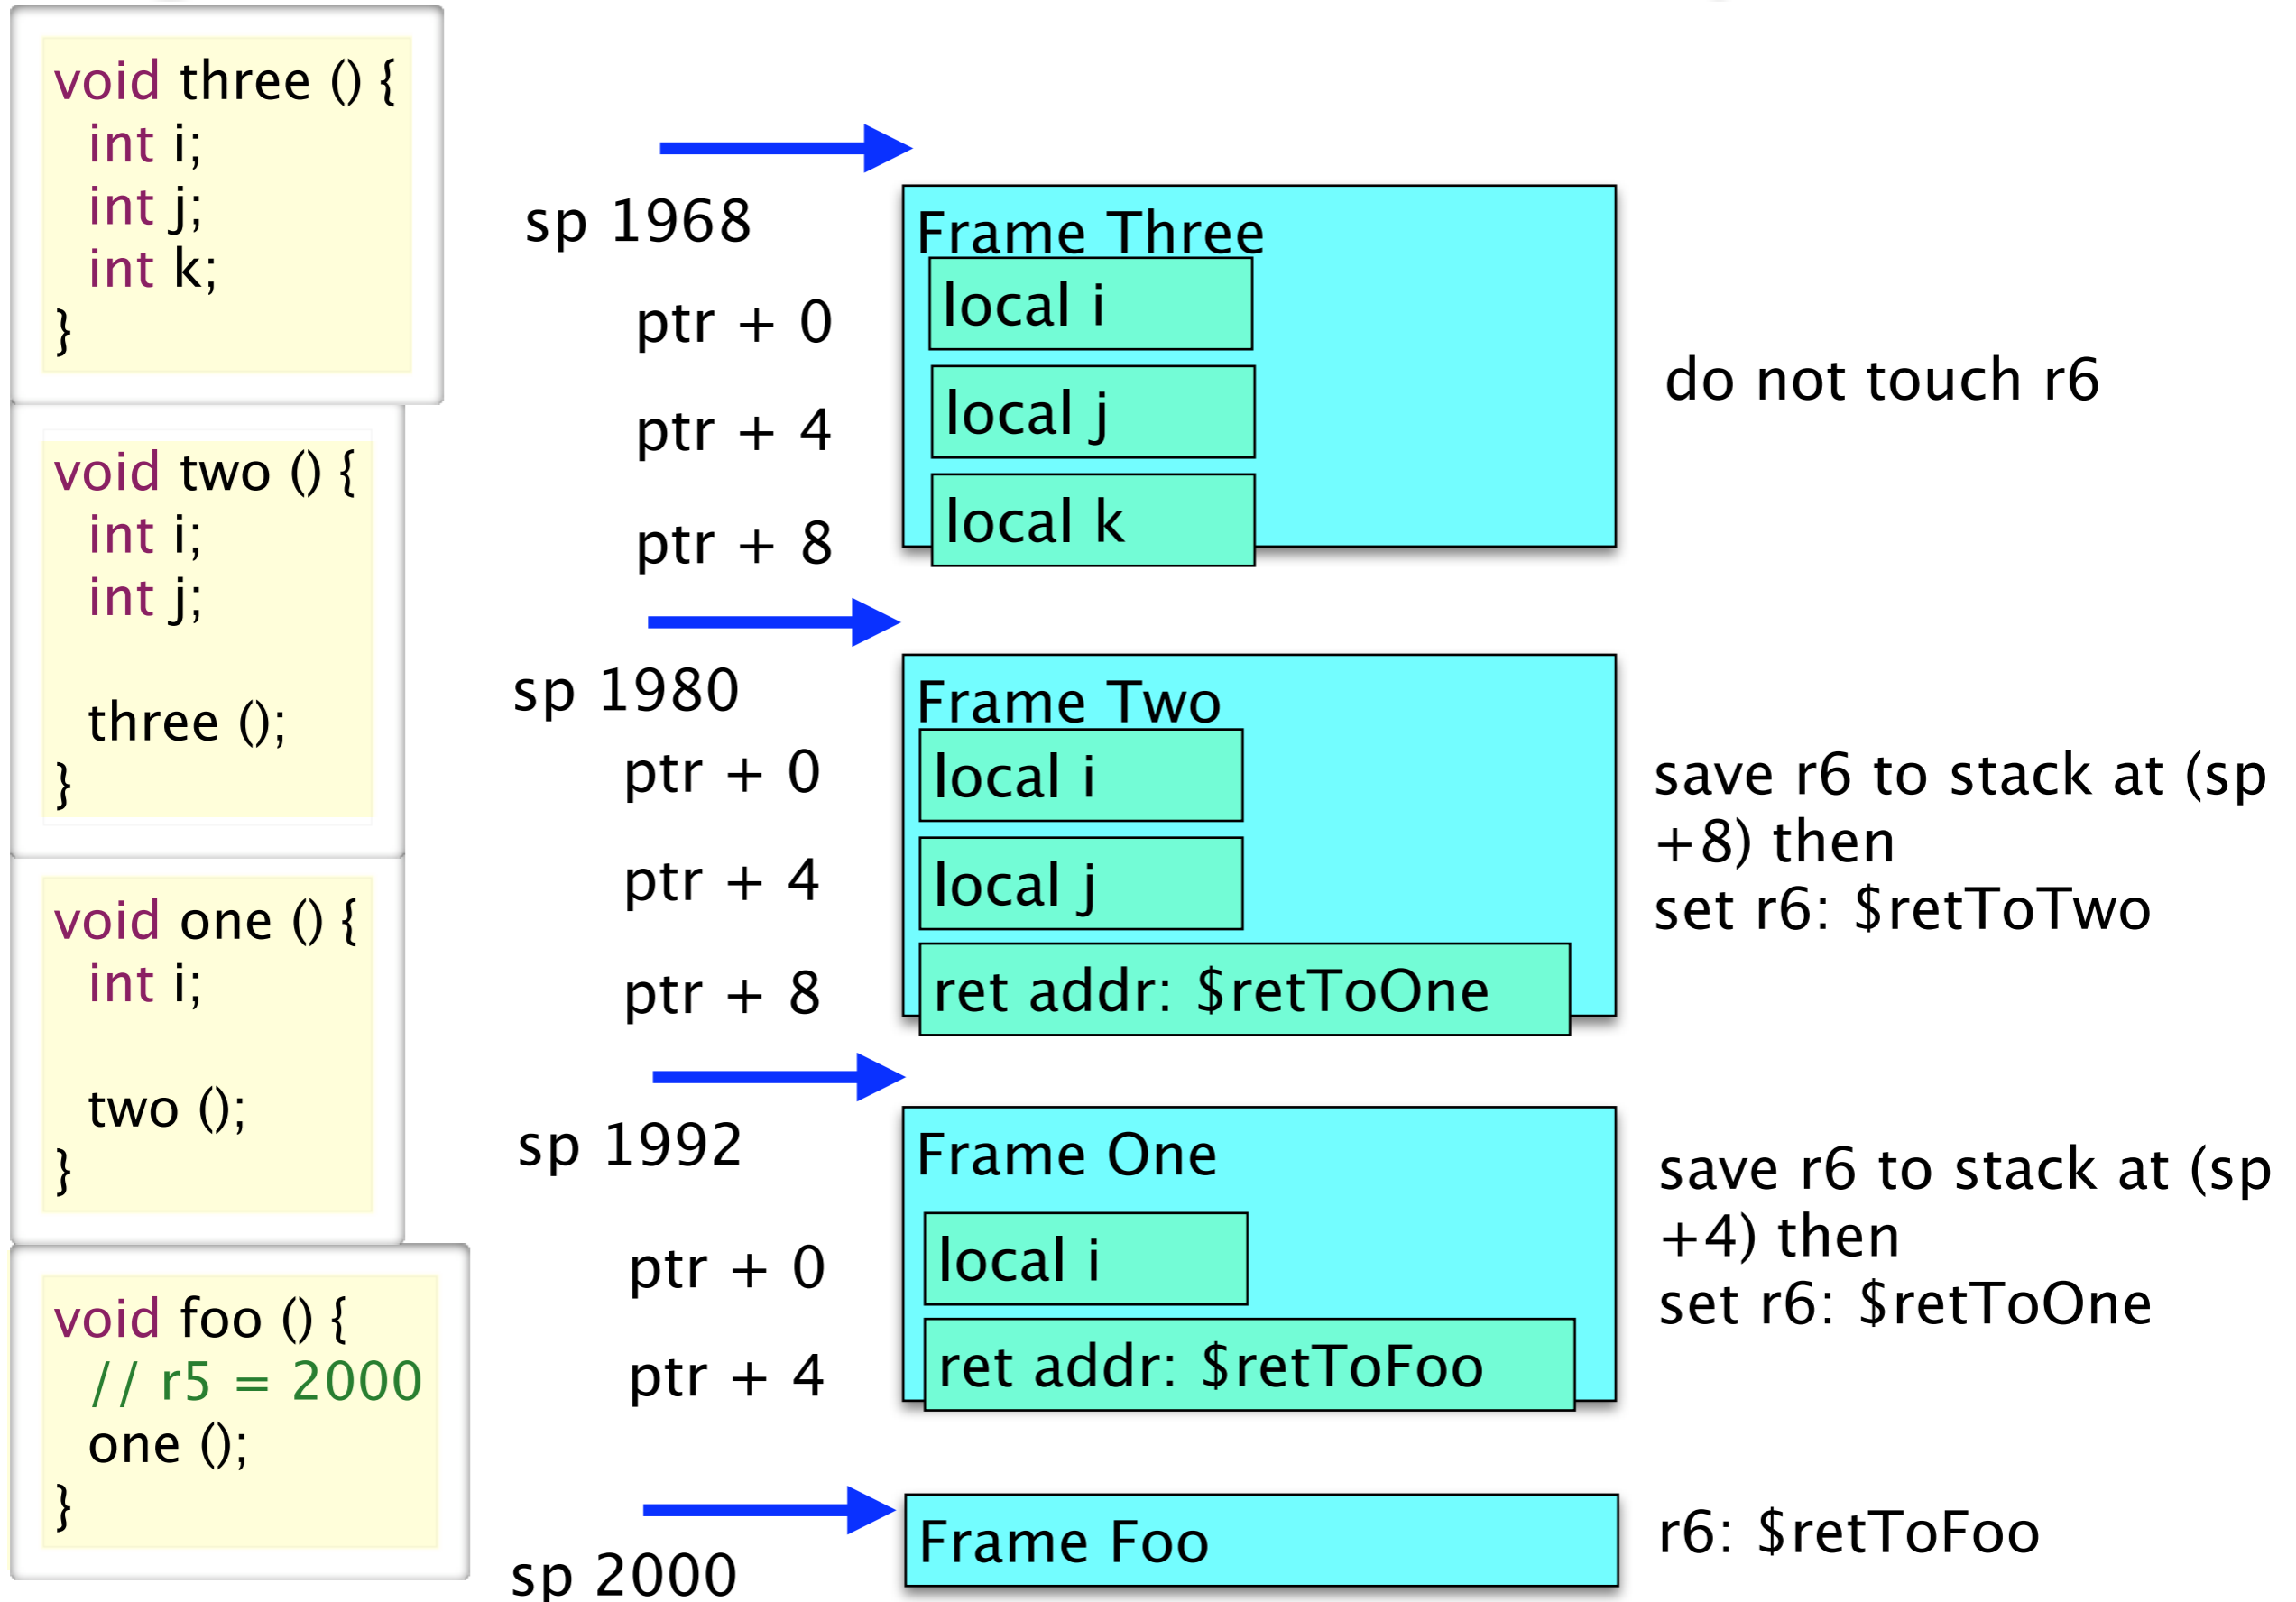 void three () {
int i;
int j;
int k;
}
void two () {
int i;
int j;
three ();
}
void one () {
int i;
two ();
}
void foo () {
// r5 = 2000
one ();
}
sp 1968
Frame Three
ptr + 0
local i
ptr + 4
local j
ptr + 8
local k
do not touch r6
sp 1980
Frame Two
ptr + 0
local i
ptr + 4
local j
ptr + 8
ret addr: $retToOne
save r6 to stack at (sp
+8) then
set r6: $retToTwo
sp 1992
Frame One
ptr + 0
local i
ptr + 4
ret addr: $retToFoo
save r6 to stack at (sp
+4) then
set r6: $retToOne
sp 2000
Frame Foo
r6: $retToFoo